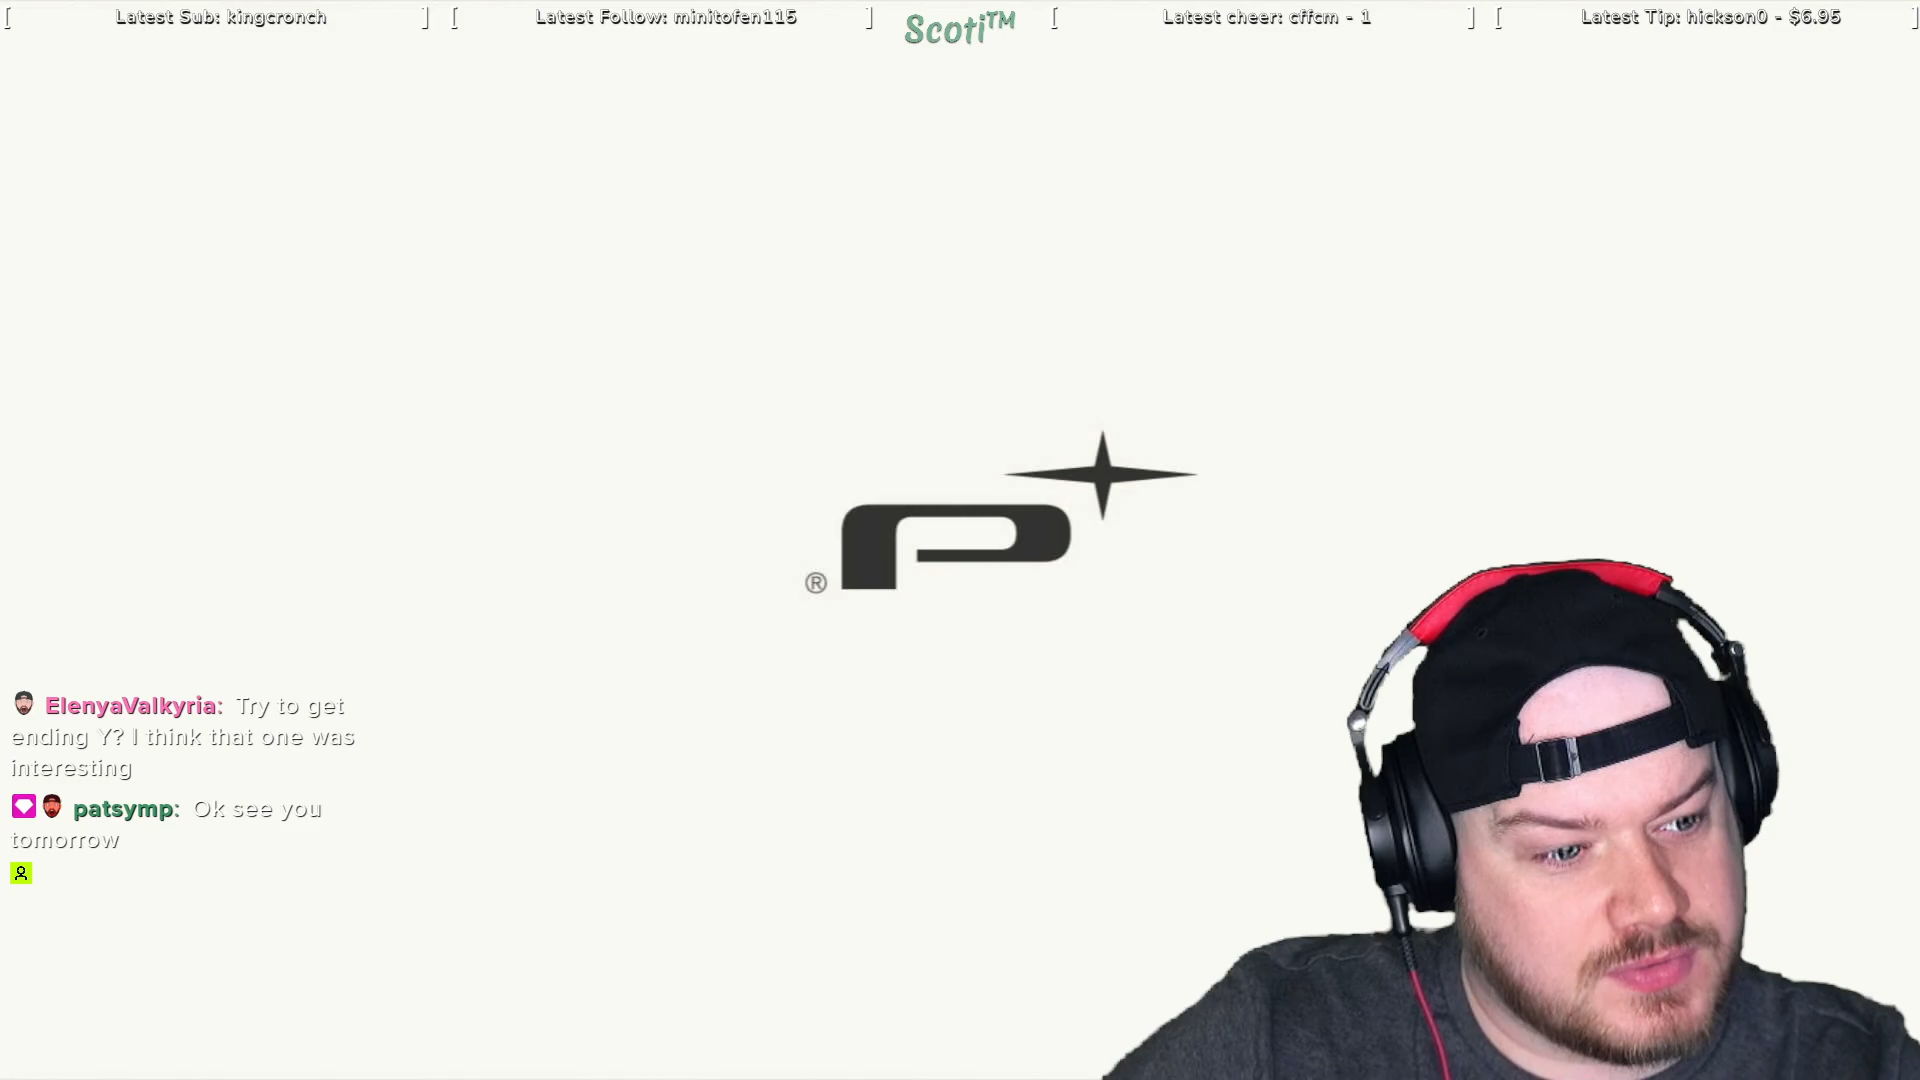 [ Latest Sub: kingcronch ] [ Latest Follow: minitofen115 ] Scoti™ [ Latest cheer: cffcm - 1 ] [ Latest Tip: hickson0 - $6.95 ]
® P
ElenyaValkyria: Try to get
ending Y? I think that one was
interesting
patsymp: Ok see you
tomorrow